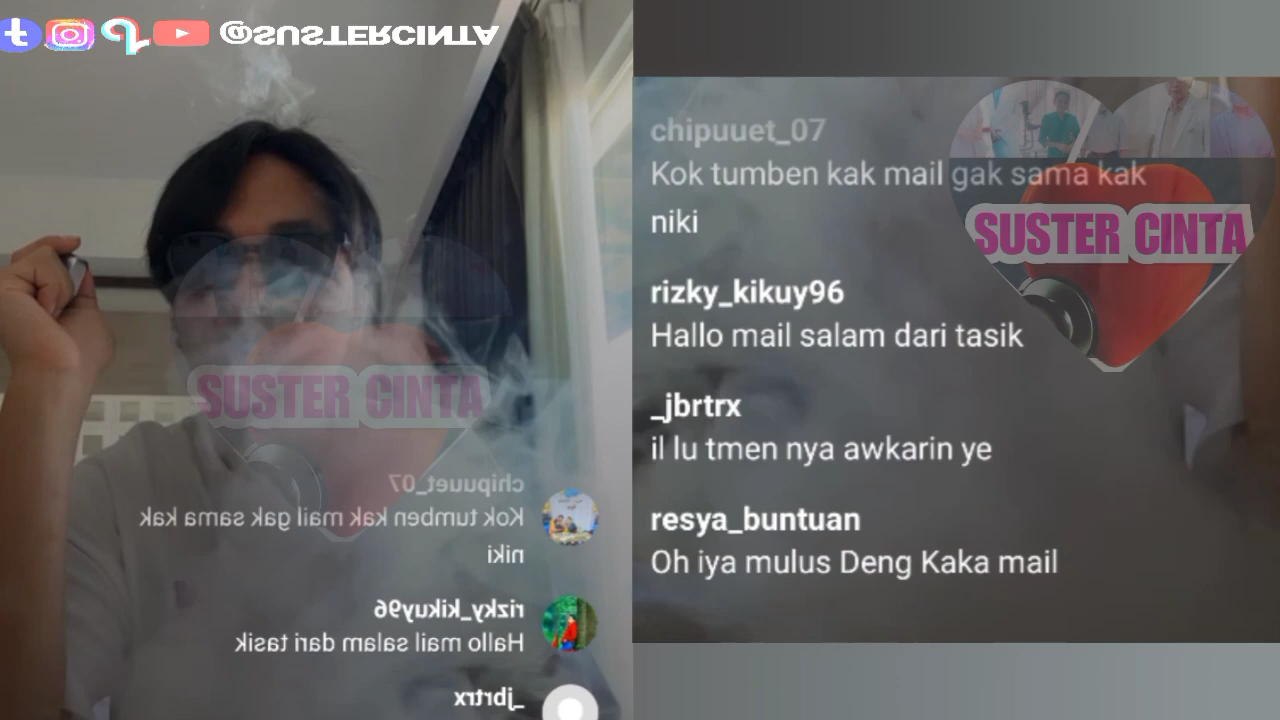 @SUSTERCINTA
SUSTER CINTA
chipuuet_07
Kok tumben kak mail gak sama kak
niki
rizky_kikuy96
Hallo mail salam dari tasik
_jbrtrx
chipuuet_07
Kok tumben kak mail gak sama kak
niki
SUSTER CINTA
rizky_kikuy96
Hallo mail salam dari tasik
_jbrtrx
il lu tmen nya awkarin ye
resya_buntuan
Oh iya mulus Deng Kaka mail